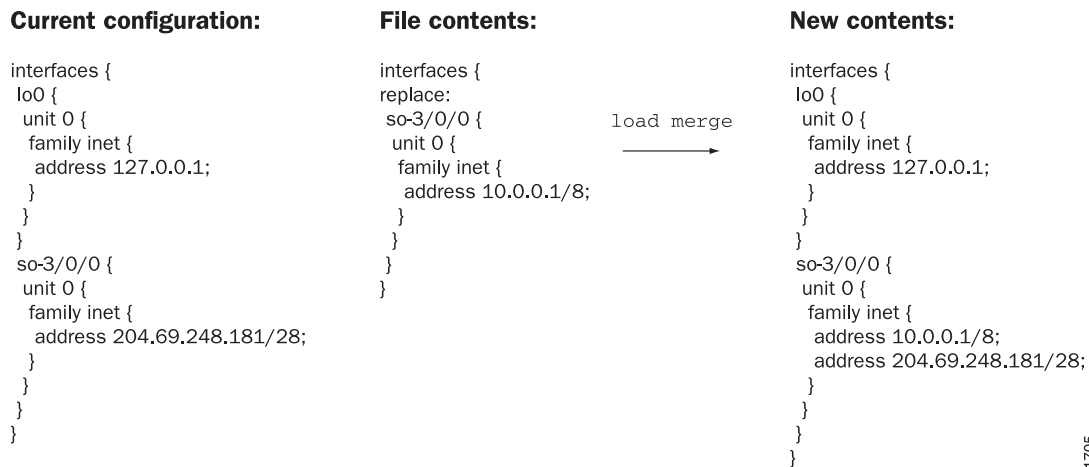 Current configuration:
interfaces {
lo0 {
unit 0 {
family inet {
address 127.0.0.1;
}
}
}
so-3/0/0 {
unit 0 {
family inet {
address 204.69.248.181/28;
}
}
}
}
File contents:
interfaces {
replace:
so-3/0/0 {
unit 0 {
family inet {
address 10.0.0.1/8;
}
}
}
}
load merge
New contents:
interfaces {
lo0 {
unit 0 {
family inet {
address 127.0.0.1;
}
}
}
so-3/0/0 {
unit 0 {
family inet {
address 10.0.0.1/8;
address 204.69.248.181/28;
}
}
}
}
1705